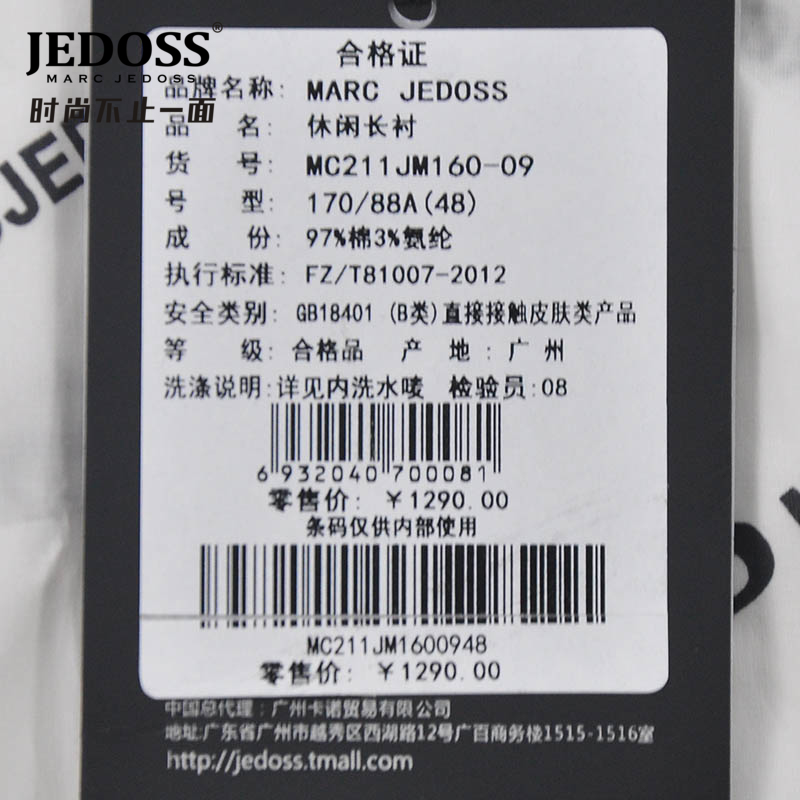 JEDOSS®
MARC JEDOSS
时尚不止一面
合格证
品牌名称: MARC JEDOSS
品 名: 休闲长衬
货 号: MC211JM160-09
号 型: 170/88A(48)
成 份: 97%棉3%氨纶
执行标准: FZ/T81007-2012
安全类别: GB18401 (B类)直接接触皮肤类产品
等 级: 合格品 产 地: 广 州
洗涤说明:详见内洗水唛 检验员:08
6 932040 700081
零售价: ¥1290.00
条码仅供内部使用
MC211JM1600948
零售价: ¥1290.00
中国总代理:广州卡诺贸易有限公司
地址:广东省广州市越秀区西湖路12号广百商务楼1515-1516室
http://jedoss.tmall.com